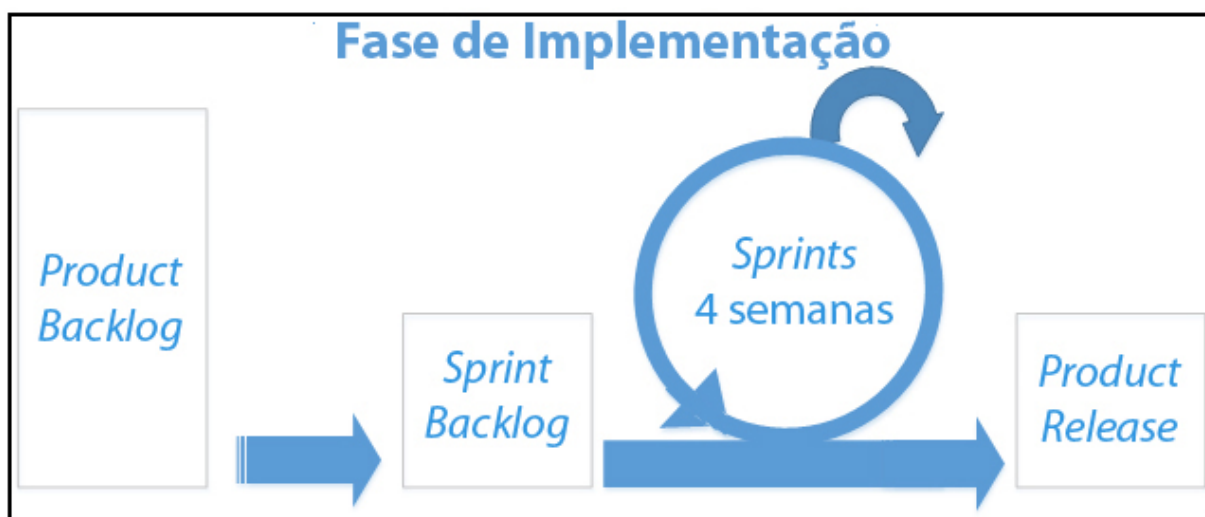 Fase de Implementação
Product
Backlog
Sprint
Backlog
Sprints
4 semanas
Product
Release